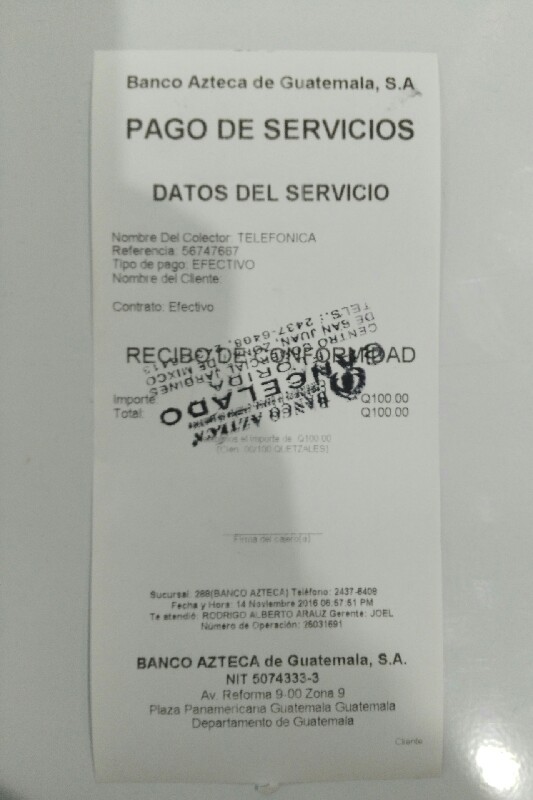 Banco Azteca de Guatemala, S.A
PAGO DE SERVICIOS
DATOS DEL SERVICIO
Nombre Del Colector: TELEFONICA
Referencia: 56747667
Tipo de pago: EFECTIVO
Nombre del Cliente:
Contrato: Efectivo
RECIBO DE CONFORMIDAD
CENTRO COMERCIAL JARDINES
DE SAN JUAN, ZONA DE MIXCO
TELS.: 2437-6408,
CANCELADO
BANCO AZTECA
Importe: Q100.00
Total: Q100.00
el importe de Q100.00
(Cien 00/100 QUETZALES)
Firma del cajero(a)
Sucursal: 289(BANCO AZTECA) Teléfono: 2437-6408
Fecha y Hora: 14 Noviembre 2016 06:57:51 PM
Te atendió: RODRIGO ALBERTO ARAUZ Gerente: JOEL
Número de Operación: 26031691
BANCO AZTECA de Guatemala, S.A.
NIT 5074333-3
Av. Reforma 9-00 Zona 9
Plaza Panamericana Guatemala Guatemala
Departamento de Guatemala
Cliente